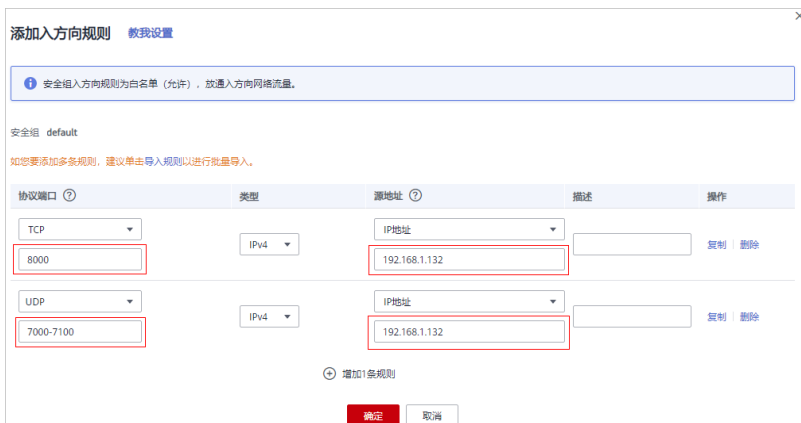 添加入方向规则 教我设置
安全组入方向规则为白名单（允许），放通入方向网络流量。
安全组 default
如您要添加多条规则，建议单击导入规则以进行批量导入。
协议端口 类型 源地址 描述 操作
TCP IP地址
IPv4 复制 删除
8000 192.168.1.132
UDP IP地址
IPv4 复制 删除
7000-7100 192.168.1.132
增加1条规则
确定 取消